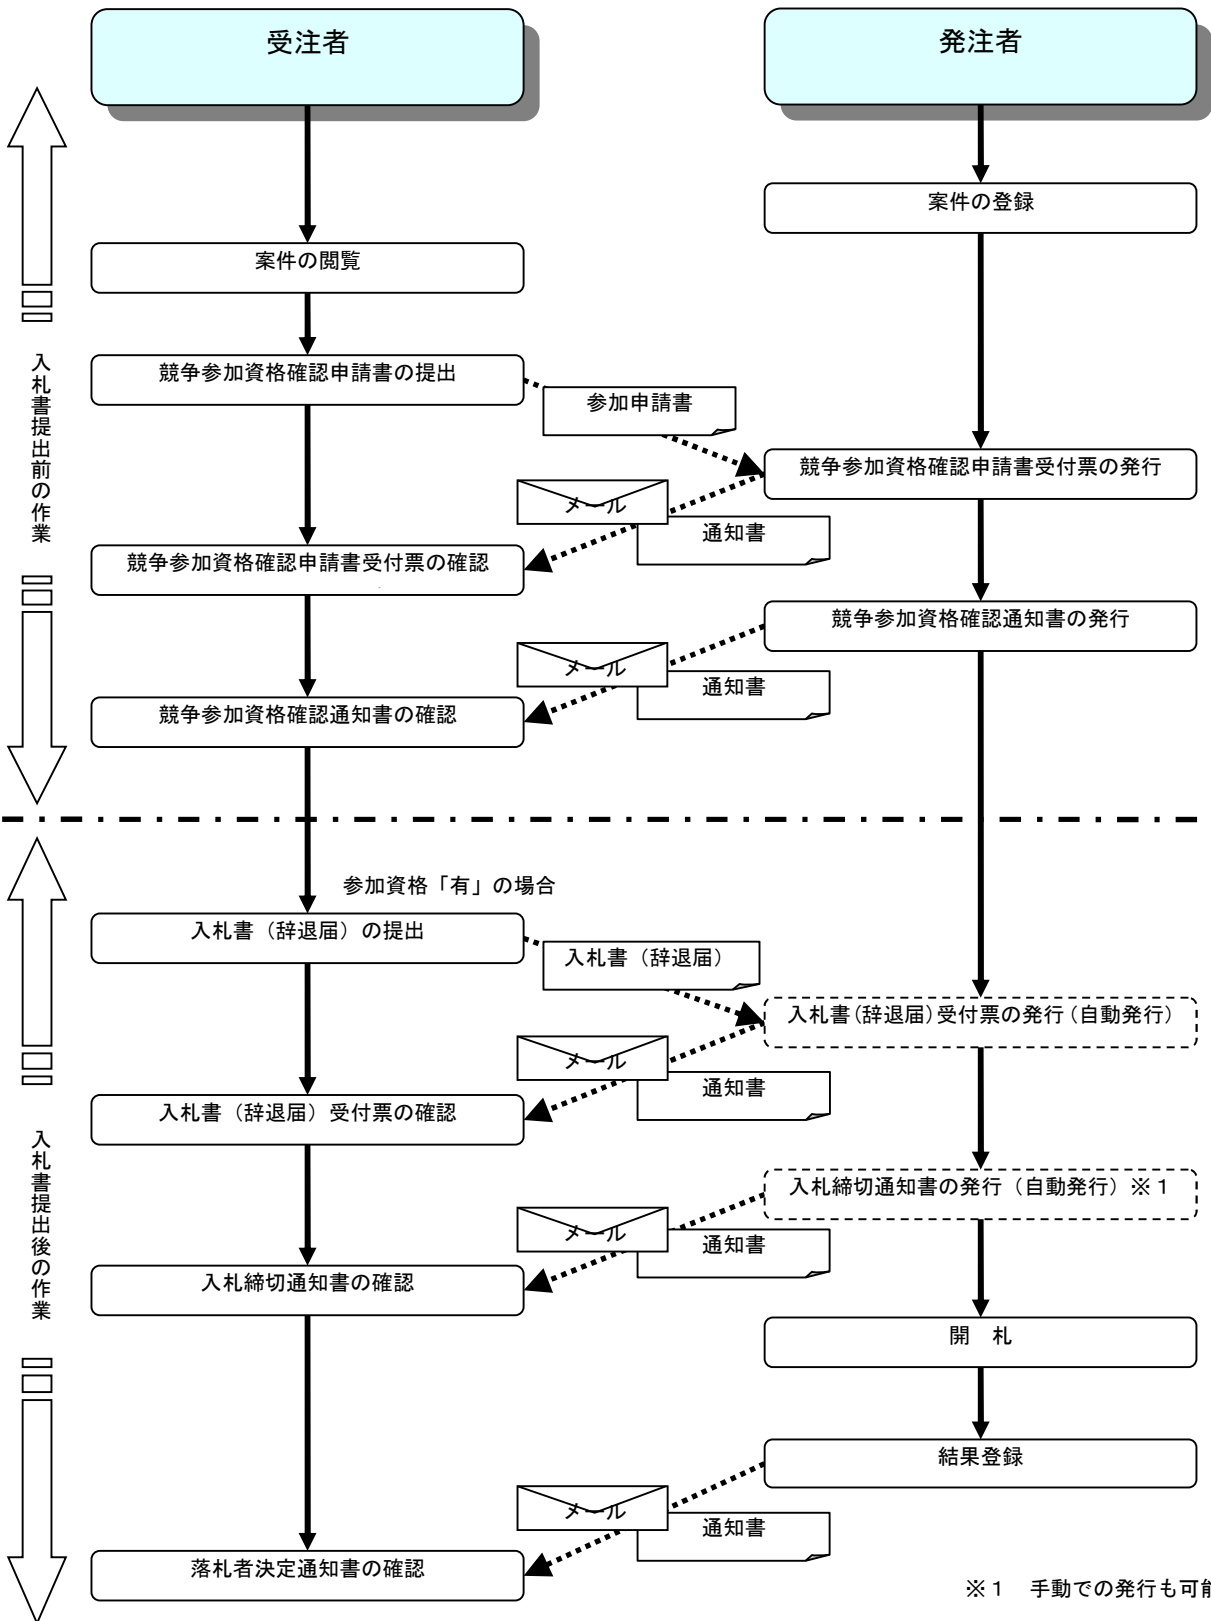 受注者
発注者
案件の登録
案件の閲覧
入札書提出前の作業
競争参加資格確認申請書の提出
参加申請書
競争参加資格確認申請書受付票の発行
メール
通知書
競争参加資格確認申請書受付票の確認
競争参加資格確認通知書の発行
メール
通知書
競争参加資格確認通知書の確認
参加資格「有」の場合
入札書（辞退届）の提出
入札書（辞退届）
入札書（辞退届）受付票の発行（自動発行）
メール
通知書
入札書（辞退届）受付票の確認
入札書提出後の作業
入札締切通知書の発行（自動発行）※１
メール
通知書
入札締切通知書の確認
開　札
結果登録
メール
通知書
落札者決定通知書の確認
※１　手動での発行も可能